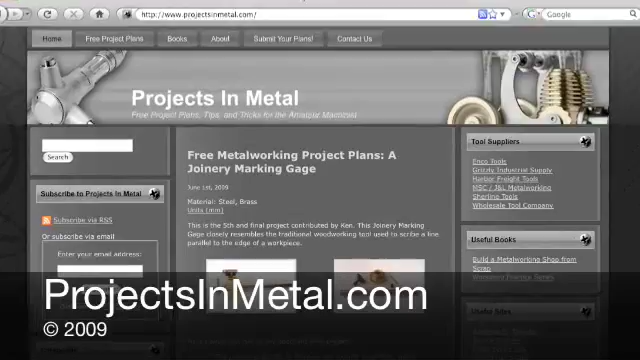 http://www.projectsinmetal.com/
Google
Home
Free Project Plans
Books
About
Submit Your Plans!
Contact Us
Projects In Metal
Free Project Plans, Tips, and Tricks for the Amateur Machinist
Search
Subscribe to Projects In Metal
Subscribe via RSS
Or subscribe via email
Enter your email address:
Free Metalworking Project Plans: A
Joinery Marking Gage
June 1st, 2009
Material: Steel, Brass
Units (mm)
This is the 5th and final project contributed by Ken. This Joinery Marking
Gage closely resembles the traditional woodworking tool used to scribe a line
parallel to the edge of a workpiece.
Tool Suppliers
Enco Tools
Grizzly Industrial Supply
Harbor Freight Tools
MSC / J&L Metalworking
Sherline Tools
Wholesale Tool Company
Useful Books
Build a Metalworking Shop from
Scrap
Workshop Practice Series
Useful Sites
ProjectsInMetal.com
© 2009